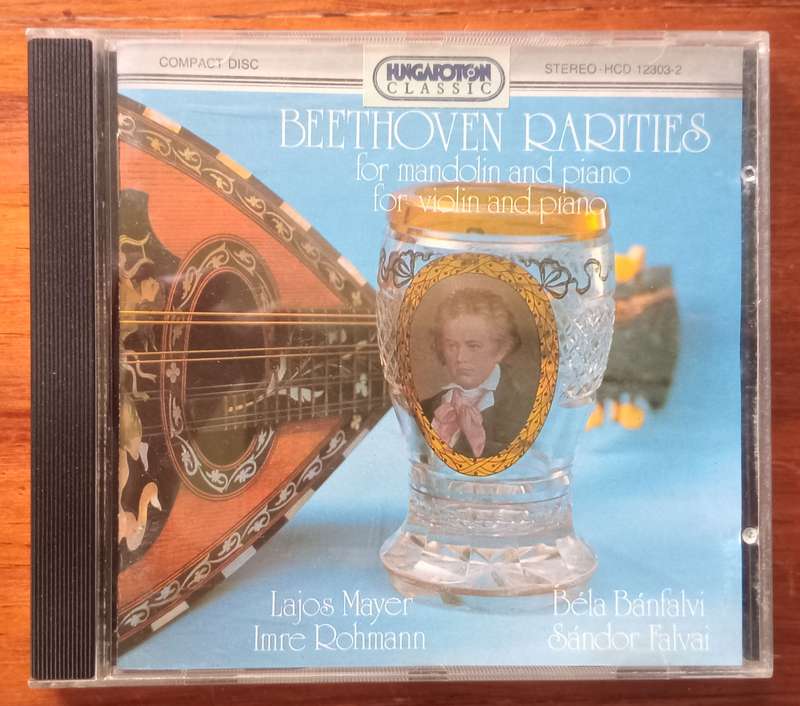 COMPACT DISC
HUNGAROTON
CLASSIC
STEREO-HCD 12303-2
BEETHOVEN RARITIES
for mandolin and piano
for violin and piano
Lajos Mayer
Imre Rohmann
Béla Bánfalvi
Sándor Falvai